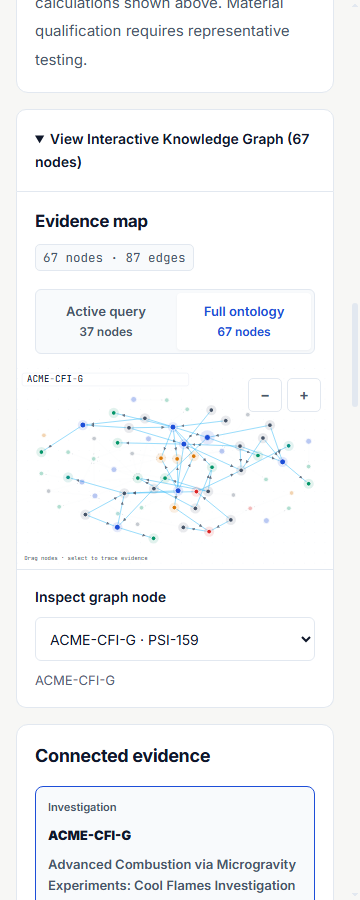 calculations shown above. Material
qualification requires representative
testing.
▼ View Interactive Knowledge Graph (67
nodes)
Evidence map
67 nodes · 87 edges
Active query
37 nodes
Full ontology
67 nodes
ACME-CFI-G
− +
Drag nodes · select to trace evidence
Inspect graph node
ACME-CFI-G · PSI-159
ACME-CFI-G
Connected evidence
Investigation
ACME-CFI-G
Advanced Combustion via Microgravity
Experiments: Cool Flames Investigation